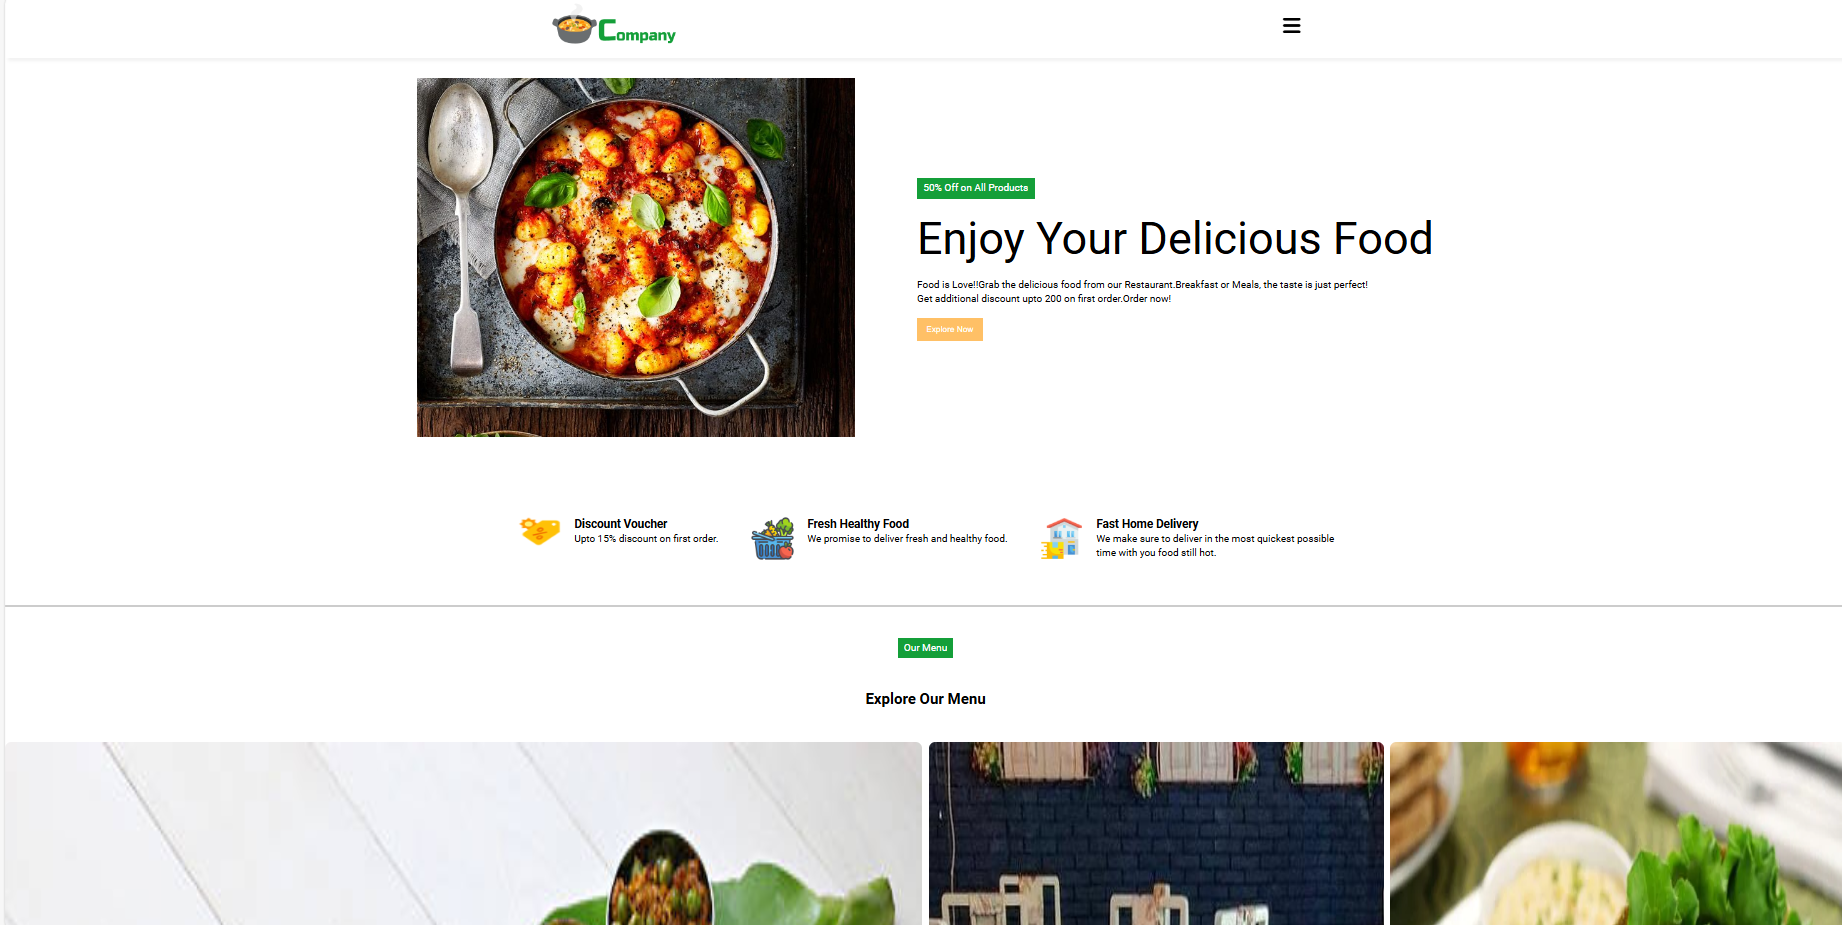 Company
50% Off on All Products
Enjoy Your Delicious Food
Food is Love!!Grab the delicious food from our Restaurant.Breakfast or Meals, the taste is just perfect!
Get additional discount upto 200 on first order.Order now!
Explore Now
Discount Voucher
Upto 15% discount on first order.
Fresh Healthy Food
We promise to deliver fresh and healthy food.
Fast Home Delivery
We make sure to deliver in the most quickest possible
time with you food still hot.
Our Menu
Explore Our Menu